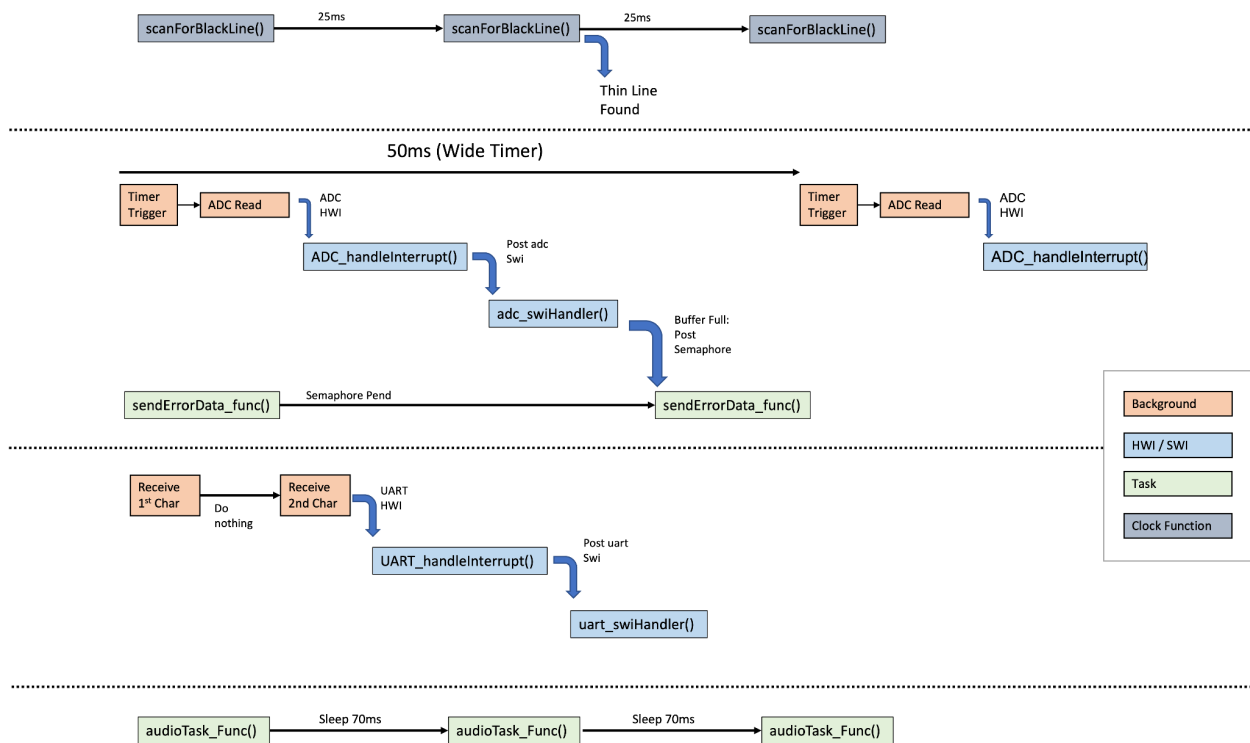 25ms
25ms
scanForBlackLine()
scanForBlackLine()
scanForBlackLine()
Thin Line
Found
50ms (Wide Timer)
Timer
Trigger
ADC Read
ADC
HWI
Timer
Trigger
ADC Read
ADC
HWI
ADC_handleInterrupt()
Post adc
Swi
ADC_handleInterrupt()
adc_swiHandler()
Buffer Full:
Post
Semaphore
sendErrorData_func()
Semaphore Pend
sendErrorData_func()
Background
HWI / SWI
Task
Clock Function
Receive
1st Char
Do
nothing
Receive
2nd Char
UART
HWI
UART_handleInterrupt()
Post uart
Swi
uart_swiHandler()
audioTask_Func()
Sleep 70ms
audioTask_Func()
Sleep 70ms
audioTask_Func()